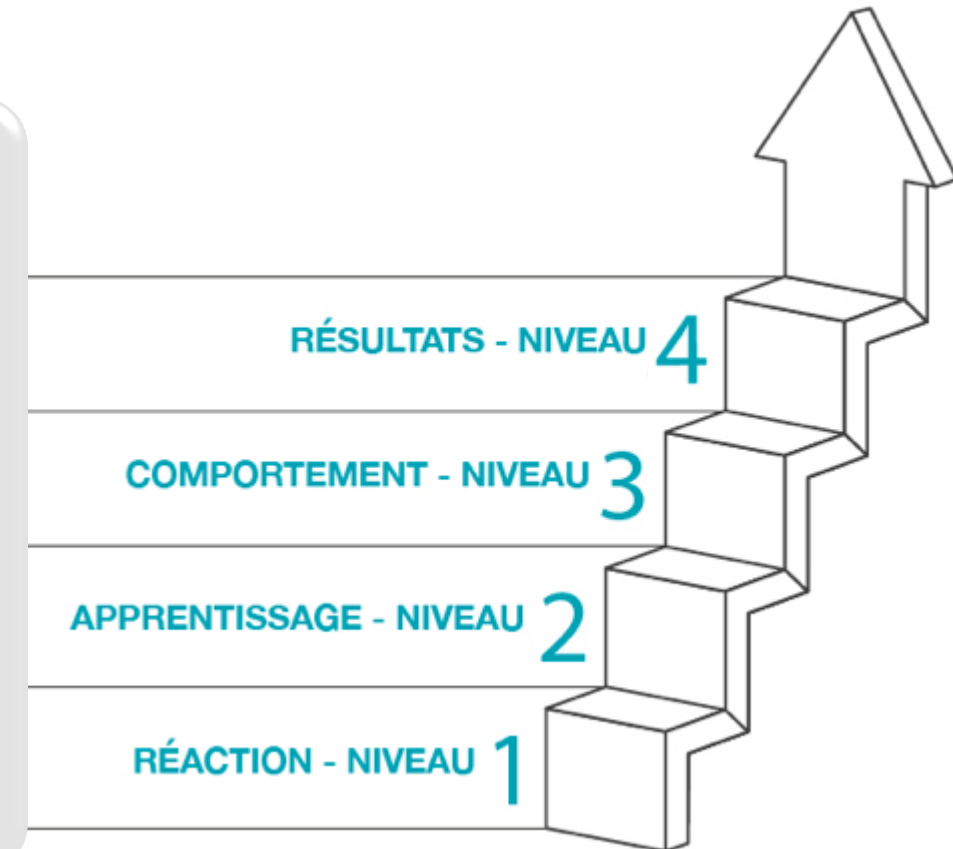 RÉSULTATS - NIVEAU 4
COMPORTEMENT - NIVEAU 3
APPRENTISSAGE - NIVEAU 2
RÉACTION - NIVEAU 1